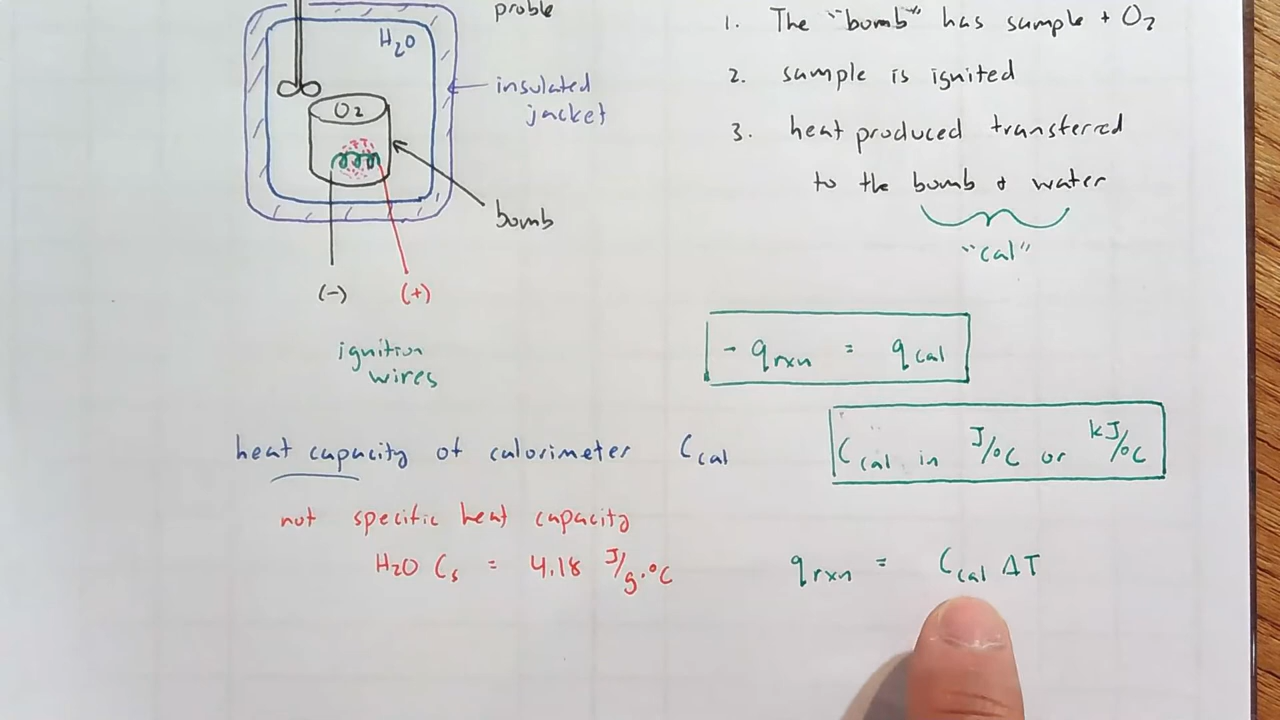 proble
H2O
insulated
jacket
O2
bomb
(-) (+)
ignition
wires
1. The "bomb" has sample + O2
2. sample is ignited
3. heat produced transferred
to the bomb & water
"cal"
- qrxn = qcal
heat capacity of calorimeter Ccal
Ccal in J/°C or kJ/°C
not specific heat capacity
H2O Cs = 4.18 J/g·°C
qrxn = Ccal ΔT